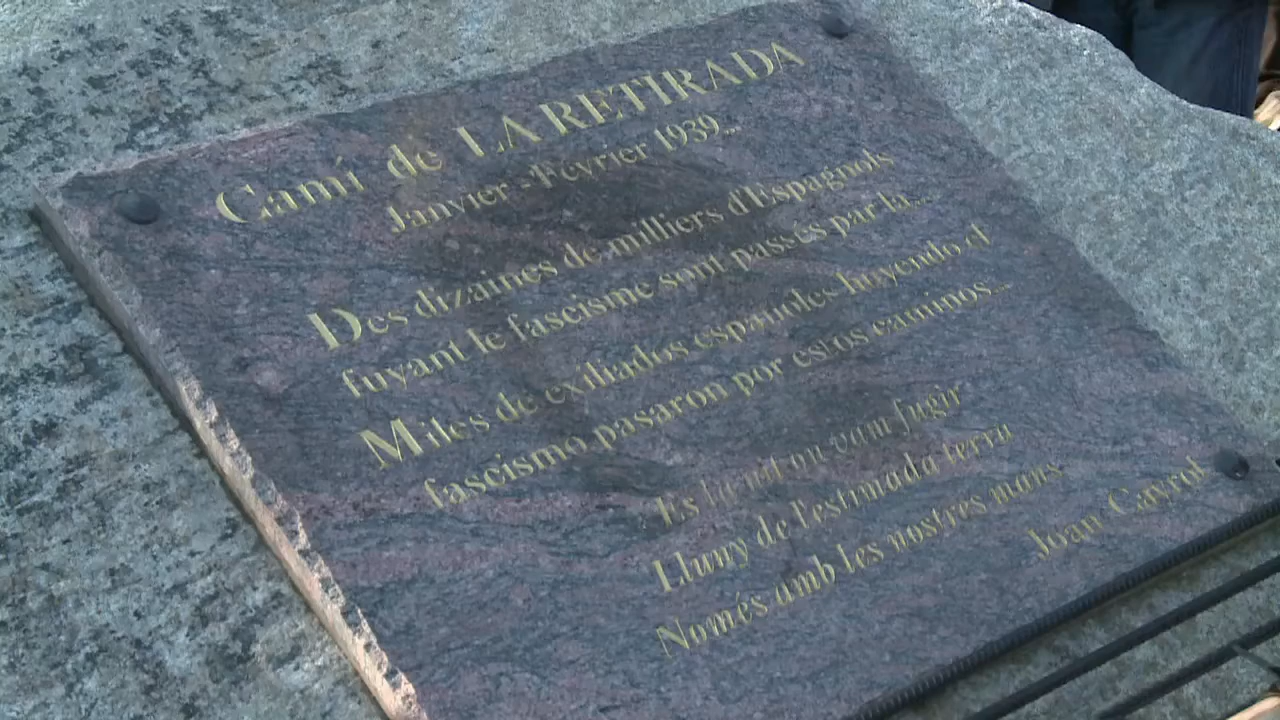 Camí de LA RETIRADA
Janvier - Février 1939...
Des dizaines de milliers d'Espagnols
fuyant le fascisme sont passés par là...
Miles de exiliados españoles huyendo el
fascismo pasaron por estos caminos...
Es la nit on vam fugir
Lluny de l'estimada terra
Només amb les nostres mans
Joan Cayrol